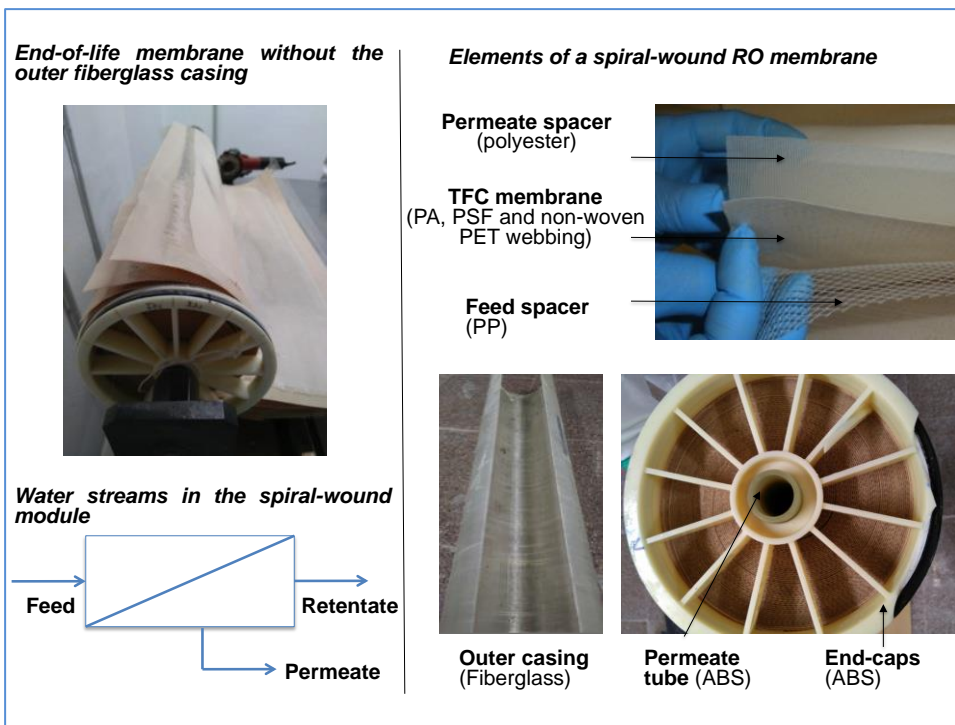 End-of-life membrane without the
outer fiberglass casing
Water streams in the spiral-wound
module
Feed
Retentate
Permeate
Elements of a spiral-wound RO membrane
Permeate spacer
(polyester)
TFC membrane
(PA, PSF and non-woven
PET webbing)
Feed spacer
(PP)
Outer casing
(Fiberglass)
Permeate
tube (ABS)
End-caps
(ABS)